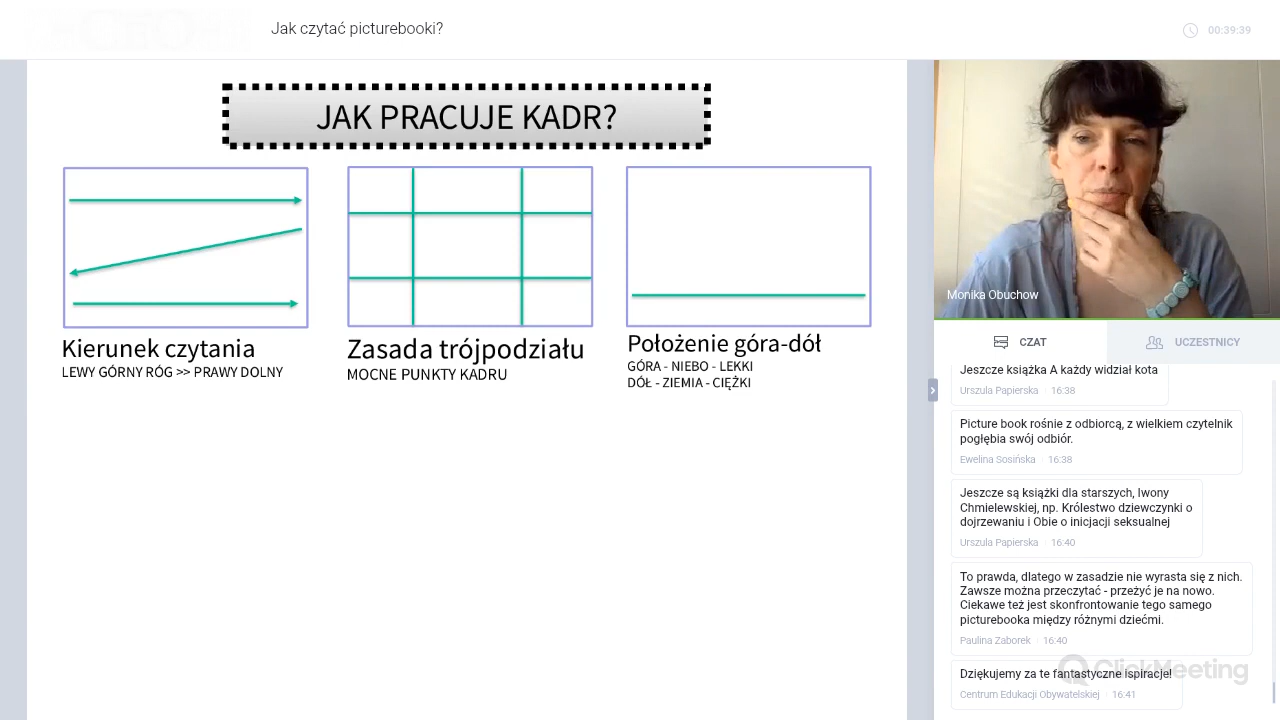 Jak czytać picturebooki?
00:39:39
JAK PRACUJE KADR?
Kierunek czytania
LEWY GÓRNY RÓG >> PRAWY DOLNY
Zasada trójpodziału
MOCNE PUNKTY KADRU
Położenie góra-dół
GÓRA - NIEBO - LEKKI
DÓŁ - ZIEMIA - CIĘŻKI
Monika Obuchow
CZAT
UCZESTNICY
Jeszcze książka A każdy widział kota
Urszula Papierska · 16:38
Picture book rośnie z odbiorcą, z wielkiem czytelnik
pogłębia swój odbiór.
Ewelina Sosińska · 16:38
Jeszcze są książki dla starszych, Iwony
Chmielewskiej, np. Królestwo dziewczynki o
dojrzewaniu i Obie o inicjacji seksualnej
Urszula Papierska · 16:40
To prawda, dlatego w zasadzie nie wyrasta się z nich.
Zawsze można przeczytać - przeżyć je na nowo.
Ciekawe też jest skonfrontowanie tego samego
picturebooka między różnymi dziećmi.
Paulina Zaborek · 16:40
Dziękujemy za te fantastyczne ispiracje!
Centrum Edukacji Obywatelskiej · 16:41
ClickMeeting